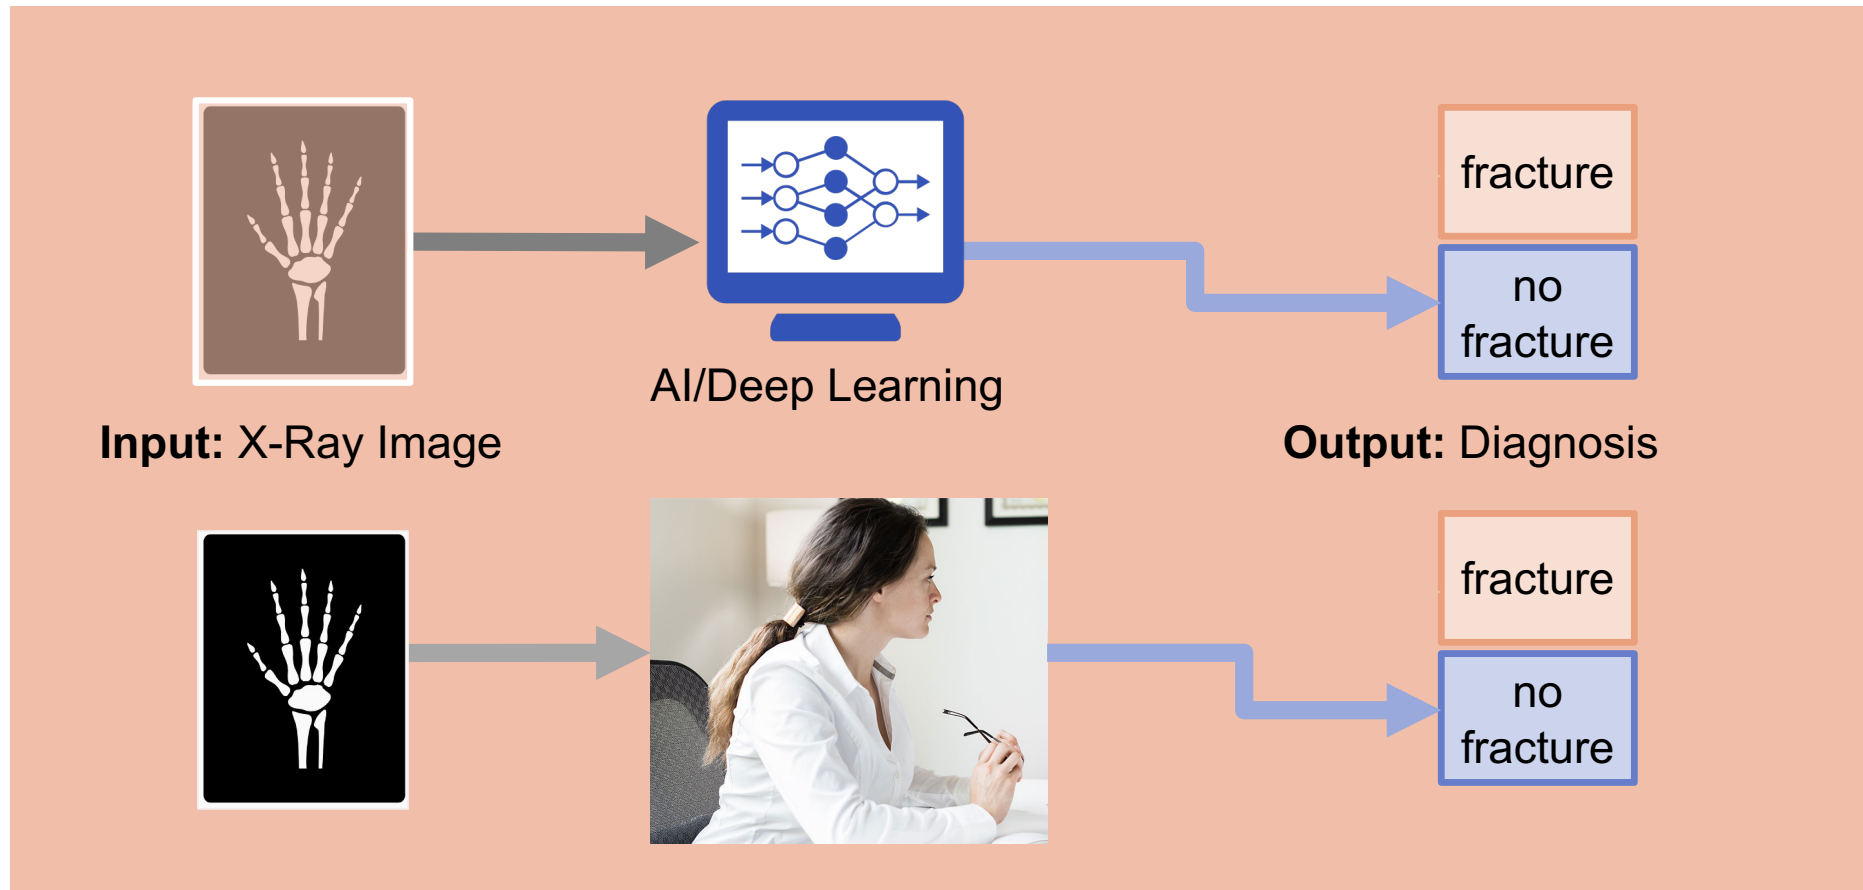 fracture
no
fracture
AI/Deep Learning
Input: X-Ray Image
Output: Diagnosis
fracture
no
fracture